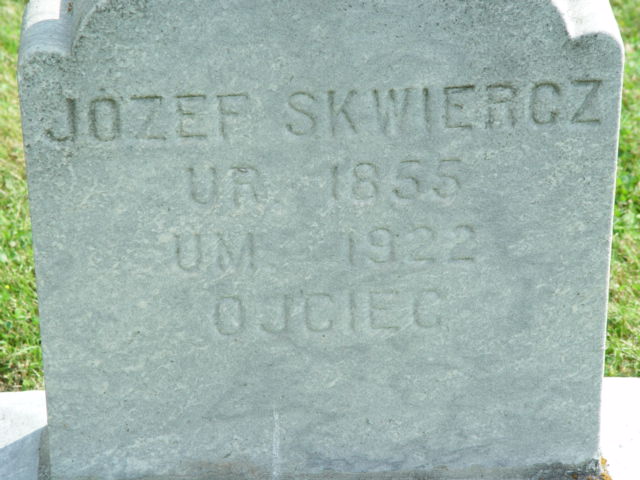 JOZEF SKWIERCZ
UR. 1855
UM. - 1922
OJCIEC